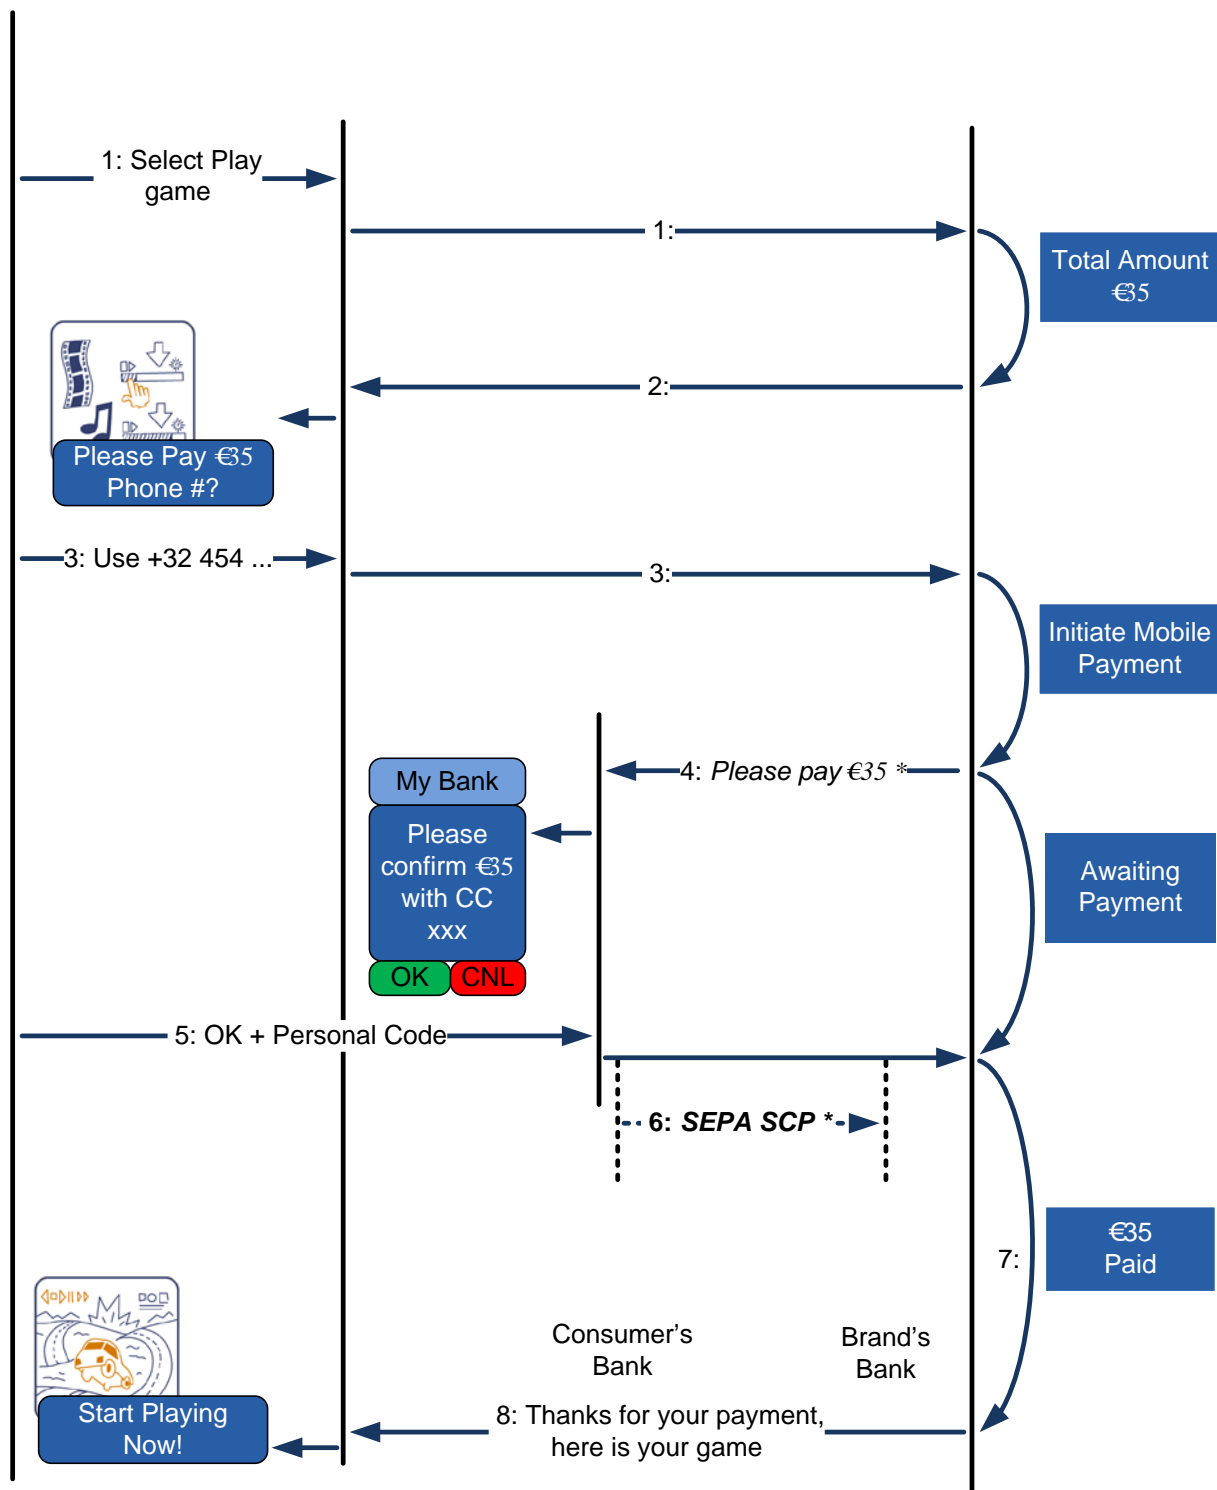 1: Select Play
game
1:
Total Amount
€35
2:
Please Pay €35
Phone #?
3: Use +32 454 ...
3:
Initiate Mobile
Payment
4: Please pay €35 *
My Bank
Please
confirm €35
with CC
xxx
OK
CNL
Awaiting
Payment
5: OK + Personal Code
6: SEPA SCP *
7:
€35
Paid
Consumer's
Bank
Brand's
Bank
Start Playing
Now!
8: Thanks for your payment,
here is your game